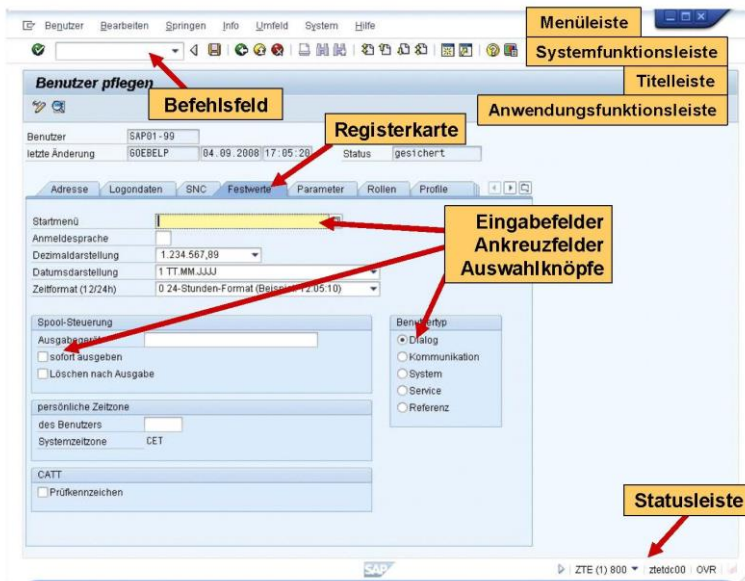 Benutzer Bearbeiten Springen Info Umfeld System Hilfe
Menüleiste
Systemfunktionsleiste
Benutzer pflegen
Titelleiste
Befehlsfeld
Anwendungsfunktionsleiste
Registerkarte
Benutzer SAP01-99
letzte Änderung GOEBELP 04.09.2008 17:05:20 Status gesichert
Adresse Logondaten SNC Festwerte Parameter Rollen Profile
Startmenü
Anmeldesprache
Dezimaldarstellung 1.234.567,89
Datumsdarstellung 1 TT.MM.JJJJ
Zeitformat (12/24h) 0 24-Stunden-Format (Beispiel: 12:05:10)
Eingabefelder
Ankreuzfelder
Auswahlknöpfe
Spool-Steuerung
Ausgabegerät
sofort ausgeben
Löschen nach Ausgabe
Benutzertyp
Dialog
Kommunikation
System
Service
Referenz
persönliche Zeitzone
des Benutzers
Systemzeitzone CET
CATT
Prüfkennzeichen
Statusleiste
SAP
ZTE (1) 800 ztetdc00 OVR